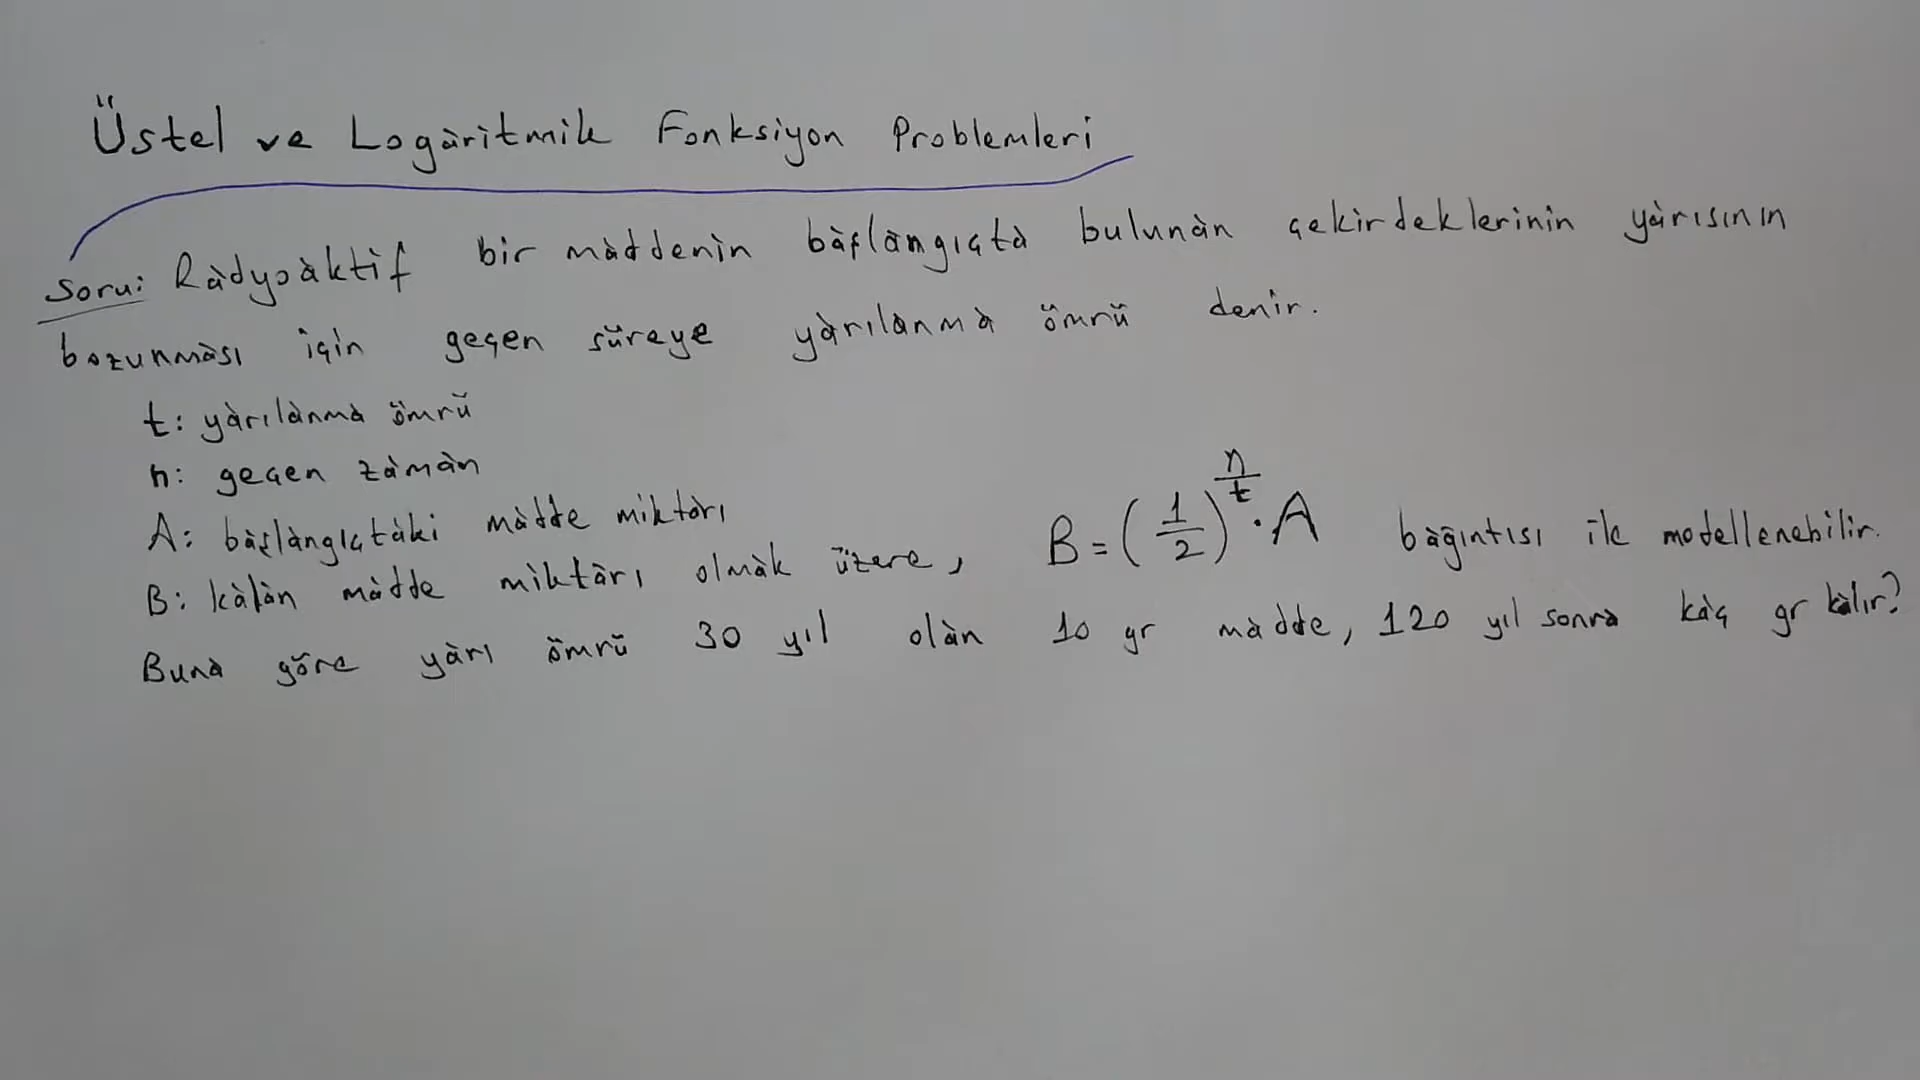 Üstel ve Logaritmik Fonksiyon Problemleri
Soru: Radyoaktif bir maddenin başlangıçta bulunan çekirdeklerinin yarısının
bozunması için geçen süreye yarılanma ömrü denir.
t: yarılanma ömrü
n: geçen zaman
A: başlangıçtaki madde miktarı
B: kalan madde miktarı olmak üzere, B = (1/2)^(n/t) . A bağıntısı ile modellenebilir.
Buna göre yarı ömrü 30 yıl olan 10 gr madde, 120 yıl sonra kaç gr kalır?